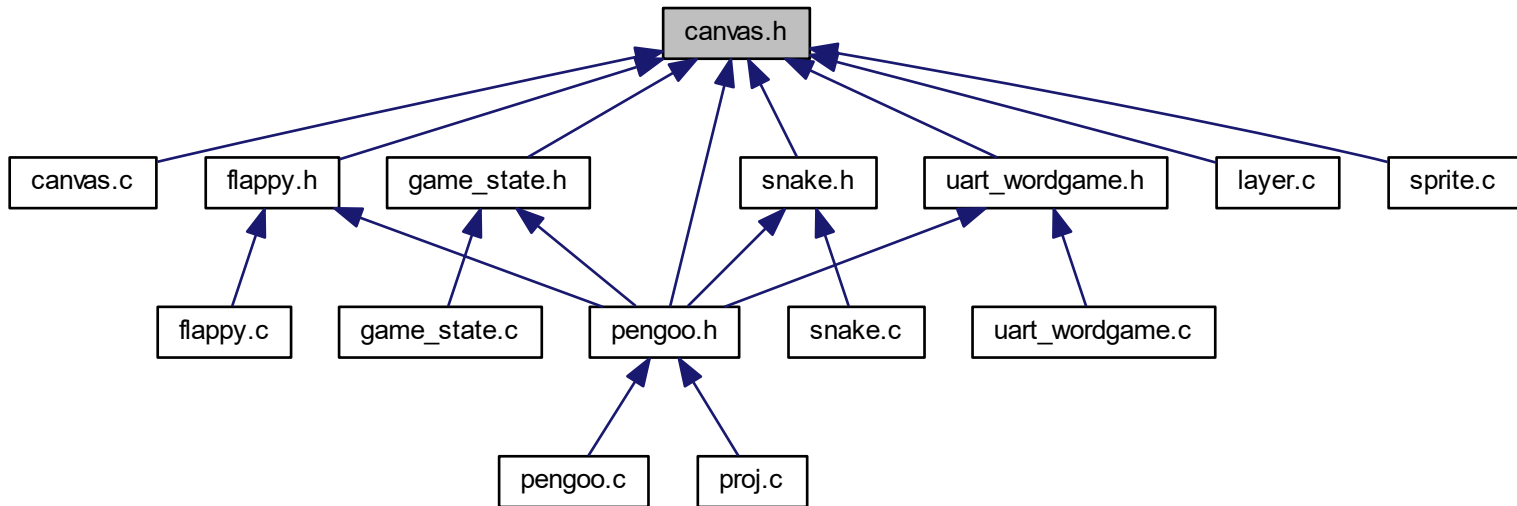 canvas.h
canvas.c
flappy.h
game_state.h
snake.h
uart_wordgame.h
layer.c
sprite.c
flappy.c
game_state.c
pengoo.h
snake.c
uart_wordgame.c
pengoo.c
proj.c